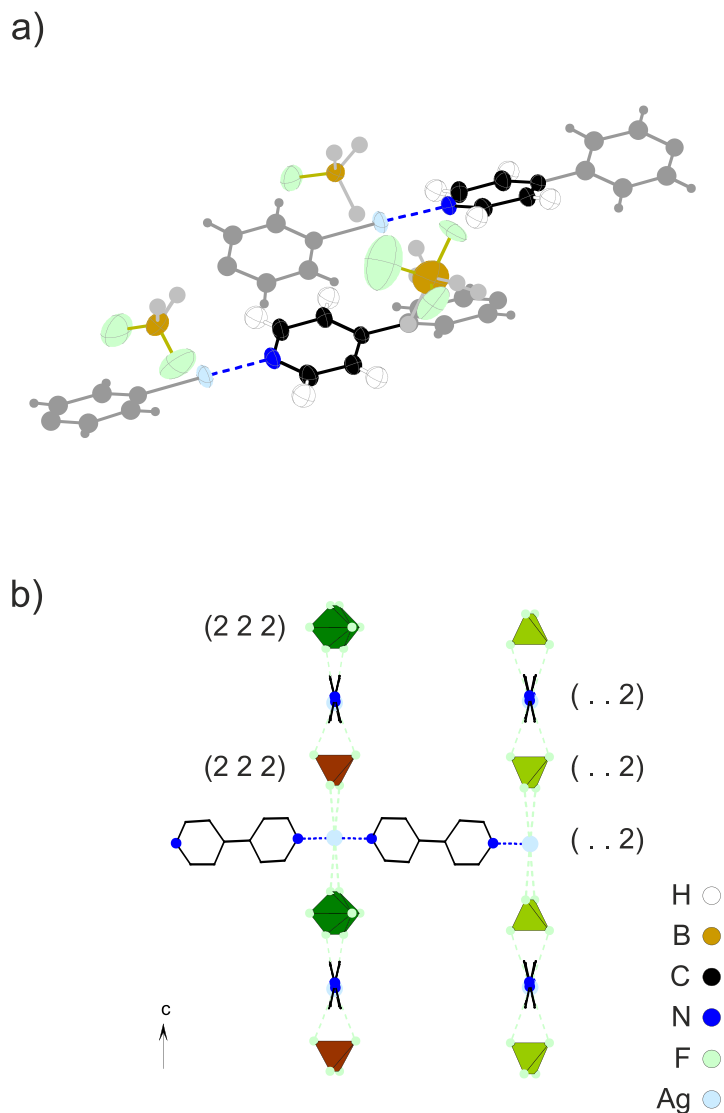 a)
b)
(2 2 2)
( . . 2)
(2 2 2)
( . . 2)
( . . 2)
H
B
C
N
F
Ag
c